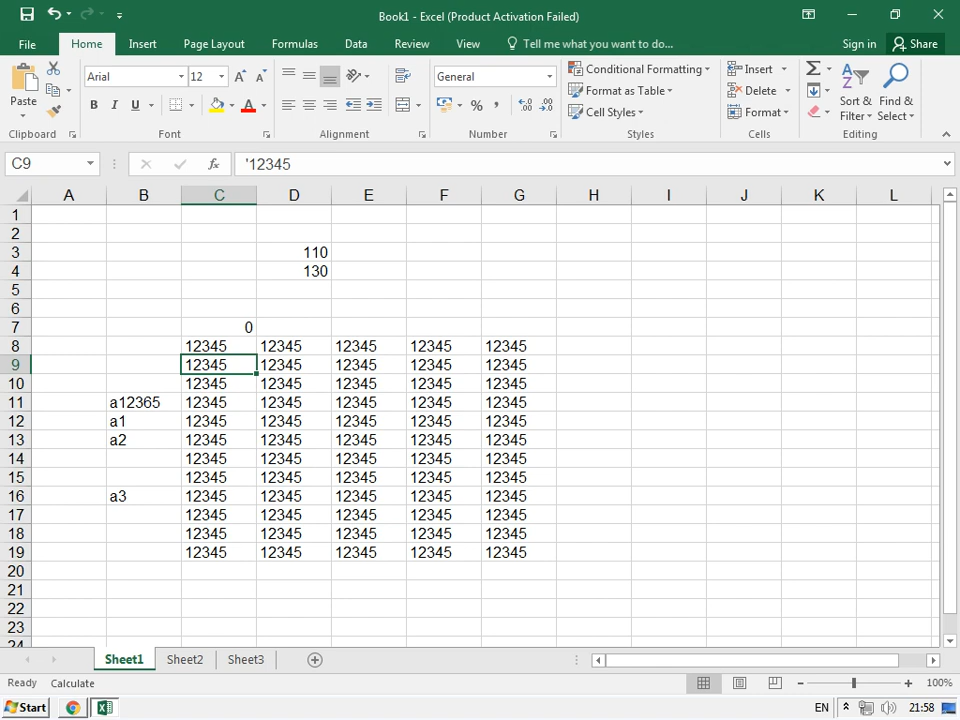 Book1 - Excel (Product Activation Failed)
File Home Insert Page Layout Formulas Data Review View Tell me what you want to do... Sign in Share
Paste Arial 12 A A General Conditional Formatting Insert Σ
Format as Table Delete
B I U A % , Cell Styles Format Sort & Filter Find & Select
Clipboard Font Alignment Number Styles Cells Editing
C9 fx '12345
A B C D E F G H I J K L
1
2
3 110
4 130
5
6
7 0
8 12345 12345 12345 12345 12345
9 12345 12345 12345 12345 12345
10 12345 12345 12345 12345 12345
11 a12365 12345 12345 12345 12345 12345
12 a1 12345 12345 12345 12345 12345
13 a2 12345 12345 12345 12345 12345
14 12345 12345 12345 12345 12345
15 12345 12345 12345 12345 12345
16 a3 12345 12345 12345 12345 12345
17 12345 12345 12345 12345 12345
18 12345 12345 12345 12345 12345
19 12345 12345 12345 12345 12345
20
21
22
23
24
Sheet1 Sheet2 Sheet3
Ready Calculate 100%
Start EN 21:58